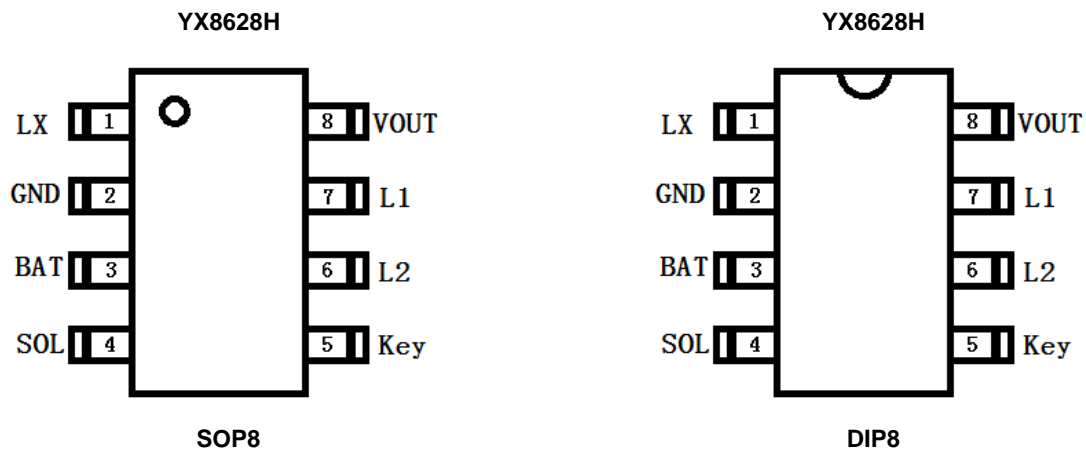 YX8628H
LX 1 8 VOUT
GND 2 7 L1
BAT 3 6 L2
SOL 4 5 Key
SOP8
YX8628H
LX 1 8 VOUT
GND 2 7 L1
BAT 3 6 L2
SOL 4 5 Key
DIP8